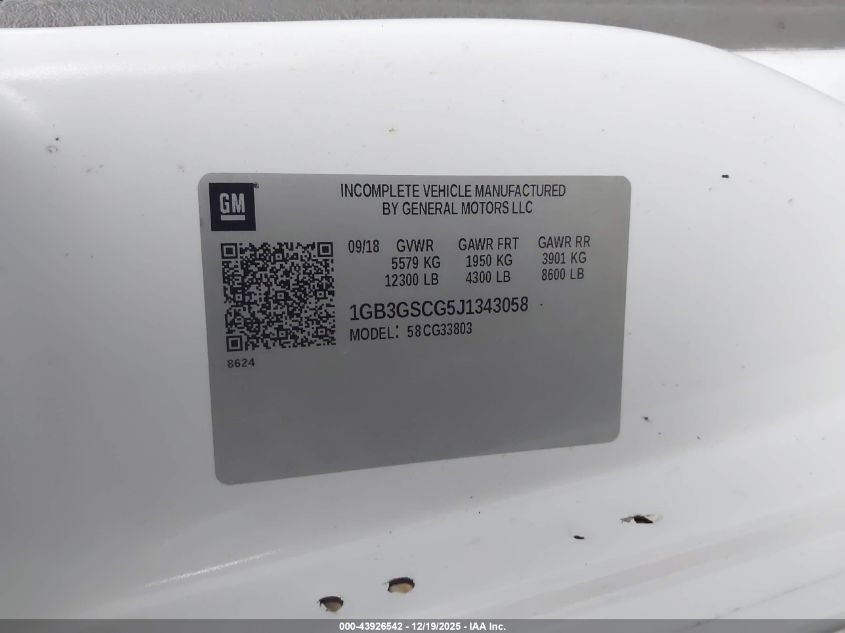 GM
INCOMPLETE VEHICLE MANUFACTURED
BY GENERAL MOTORS LLC
09/18 GVWR GAWR FRT GAWR RR
5579 KG 1950 KG 3901 KG
12300 LB 4300 LB 8600 LB
1GB3GSCG5J1343058
MODEL: 58CG33803
8624
000-43926542 - 12/19/2025 - IAA Inc.